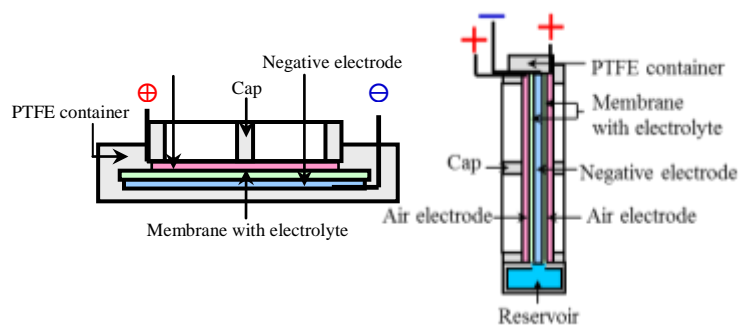 Negative electrode
Cap
PTFE container
⊕
⊖
Membrane with electrolyte
−
+
+
PTFE container
Membrane
with electrolyte
Cap
Negative electrode
Air electrode
Air electrode
Reservoir